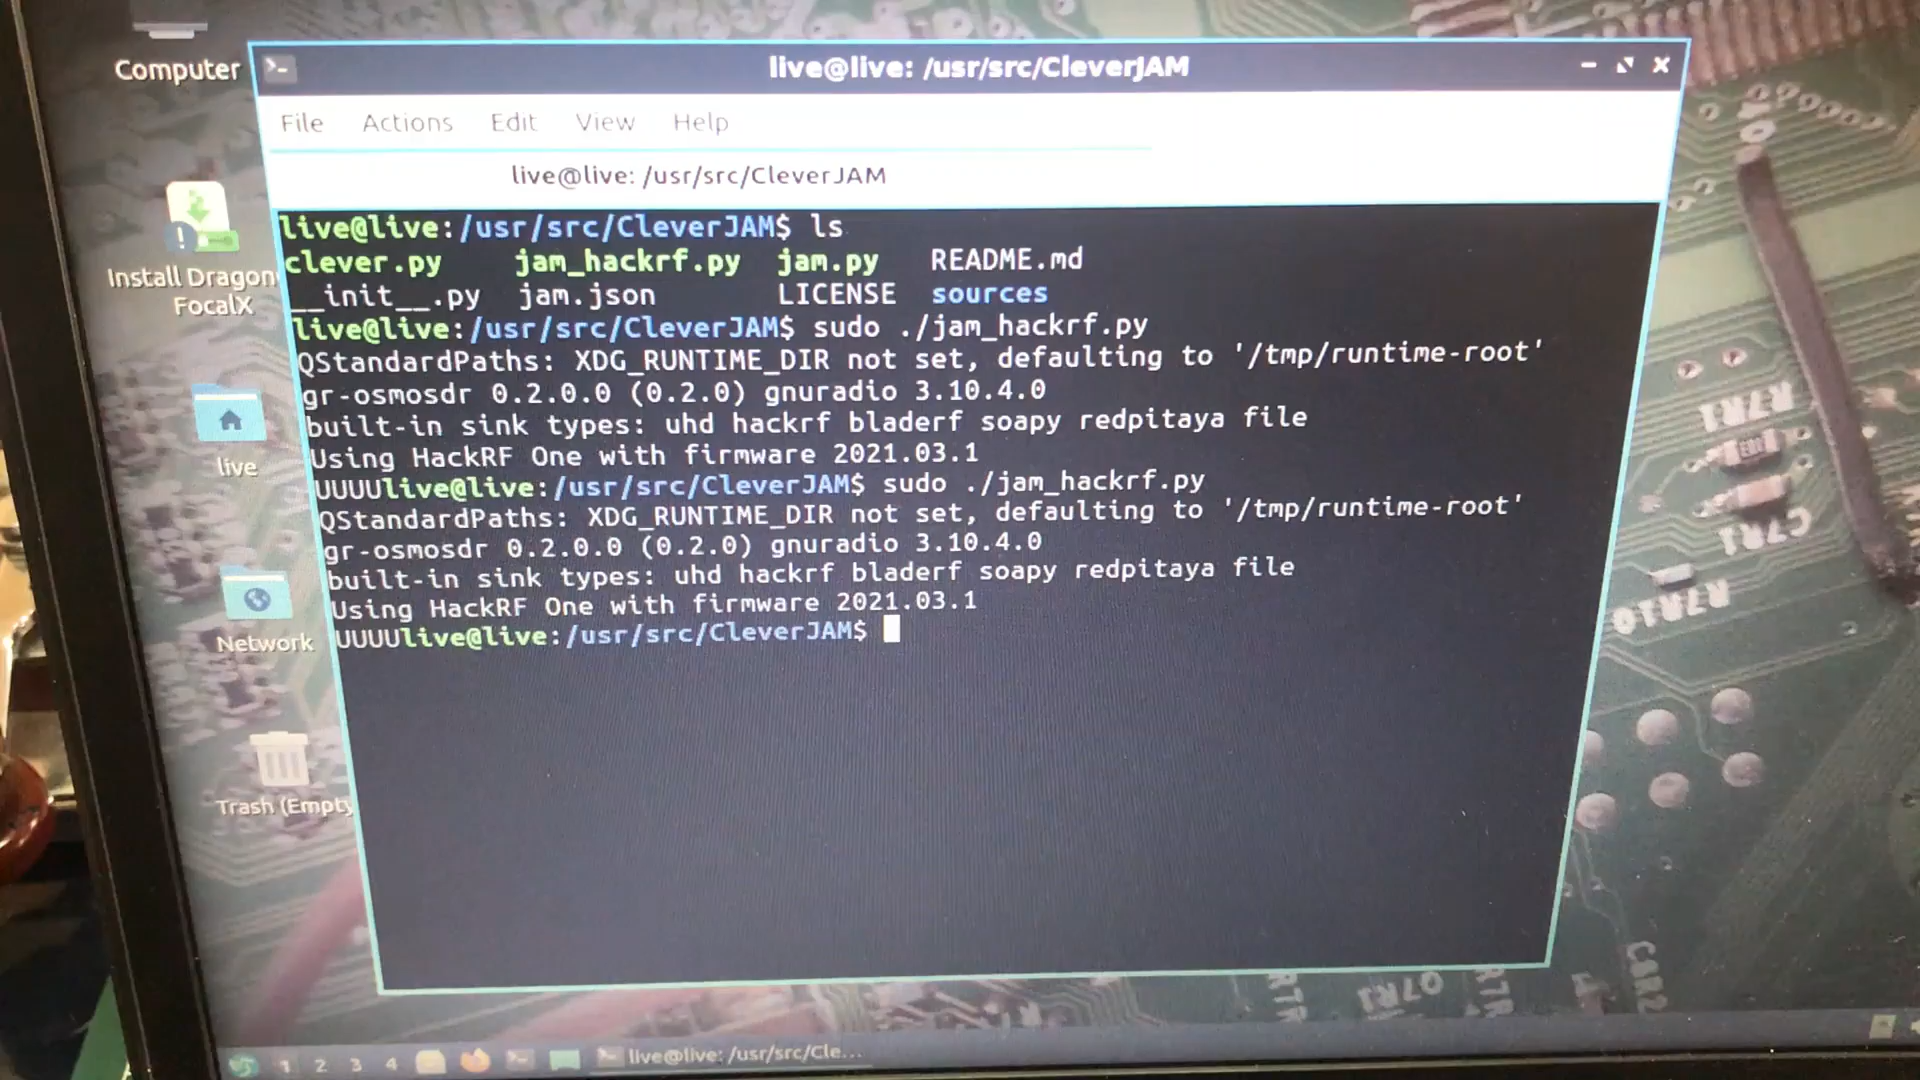 Computer
live@live: /usr/src/CleverJAM
File Actions Edit View Help
live@live: /usr/src/CleverJAM
live@live:/usr/src/CleverJAM$ ls
clever.py jam_hackrf.py jam.py README.md
__init__.py jam.json LICENSE sources
live@live:/usr/src/CleverJAM$ sudo ./jam_hackrf.py
QStandardPaths: XDG_RUNTIME_DIR not set, defaulting to '/tmp/runtime-root'
gr-osmosdr 0.2.0.0 (0.2.0) gnuradio 3.10.4.0
built-in sink types: uhd hackrf bladerf soapy redpitaya file
Using HackRF One with firmware 2021.03.1
UUUUlive@live:/usr/src/CleverJAM$ sudo ./jam_hackrf.py
QStandardPaths: XDG_RUNTIME_DIR not set, defaulting to '/tmp/runtime-root'
gr-osmosdr 0.2.0.0 (0.2.0) gnuradio 3.10.4.0
built-in sink types: uhd hackrf bladerf soapy redpitaya file
Using HackRF One with firmware 2021.03.1
UUUUlive@live:/usr/src/CleverJAM$
Install Dragon
FocalX
live
Network
Trash (Empty
R7R1
C7R1
R7R10
1 2 3 4
live@live: /usr/src/Cle...